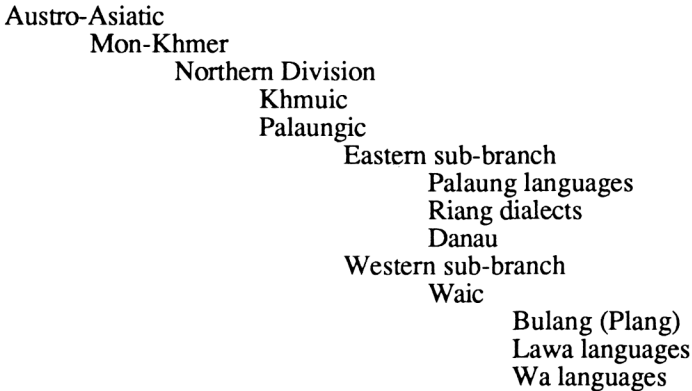 Austro-Asiatic
Mon-Khmer
Northern Division
Khmuic
Palaungic
Eastern sub-branch
Palaung languages
Riang dialects
Danau
Western sub-branch
Waic
Bulang (Plang)
Lawa languages
Wa languages